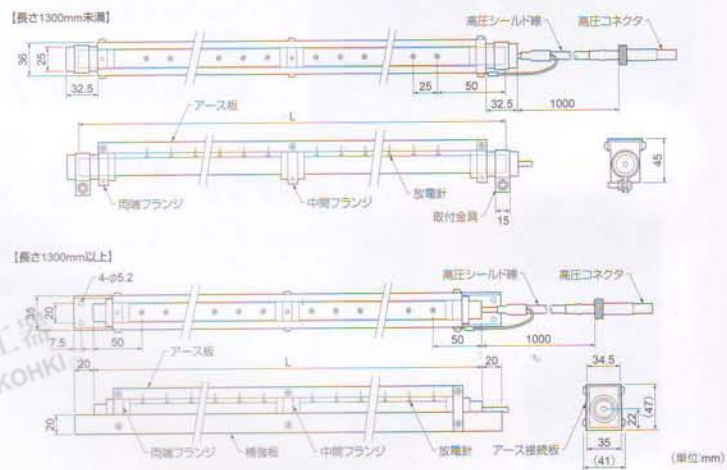 【長さ1300mm未満】
高圧シールド線
高圧コネクタ
36
25
32.5
25
50
32.5
1000
アース板
L
45
両端フランジ
中間フランジ
放電針
取付金具
15
【長さ1300mm以上】
4-φ5.2
高圧シールド線
高圧コネクタ
35
20
7.5
50
50
1000
20
L
20
34.5
アース板
20
両端フランジ
補強板
中間フランジ
放電針
アース接続板
22
(47)
35
(41)
(単位:mm)
工器
KOHKI